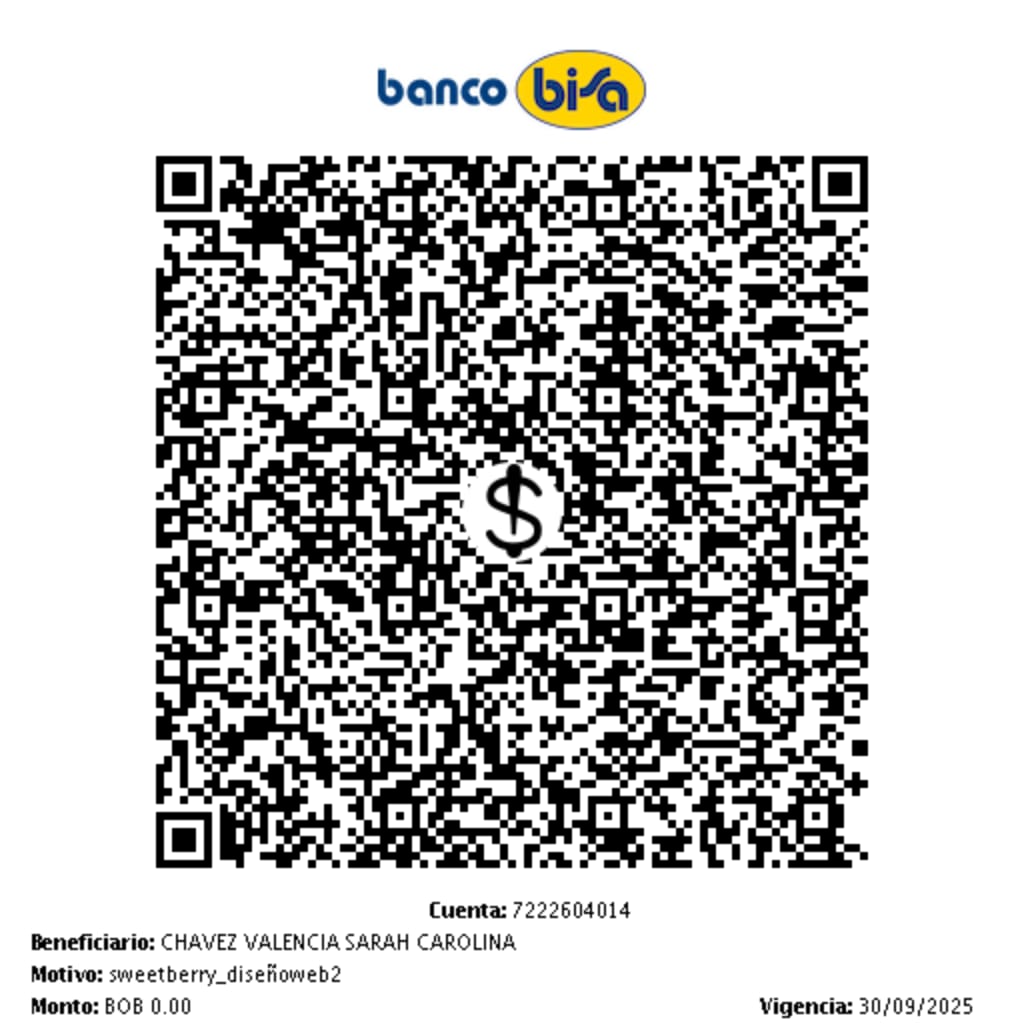 banco bisa
$
Cuenta: 7222604014
Beneficiario: CHAVEZ VALENCIA SARAH CAROLINA
Motivo: sweetberry_diseñoweb2
Monto: BOB 0.00 Vigencia: 30/09/2025